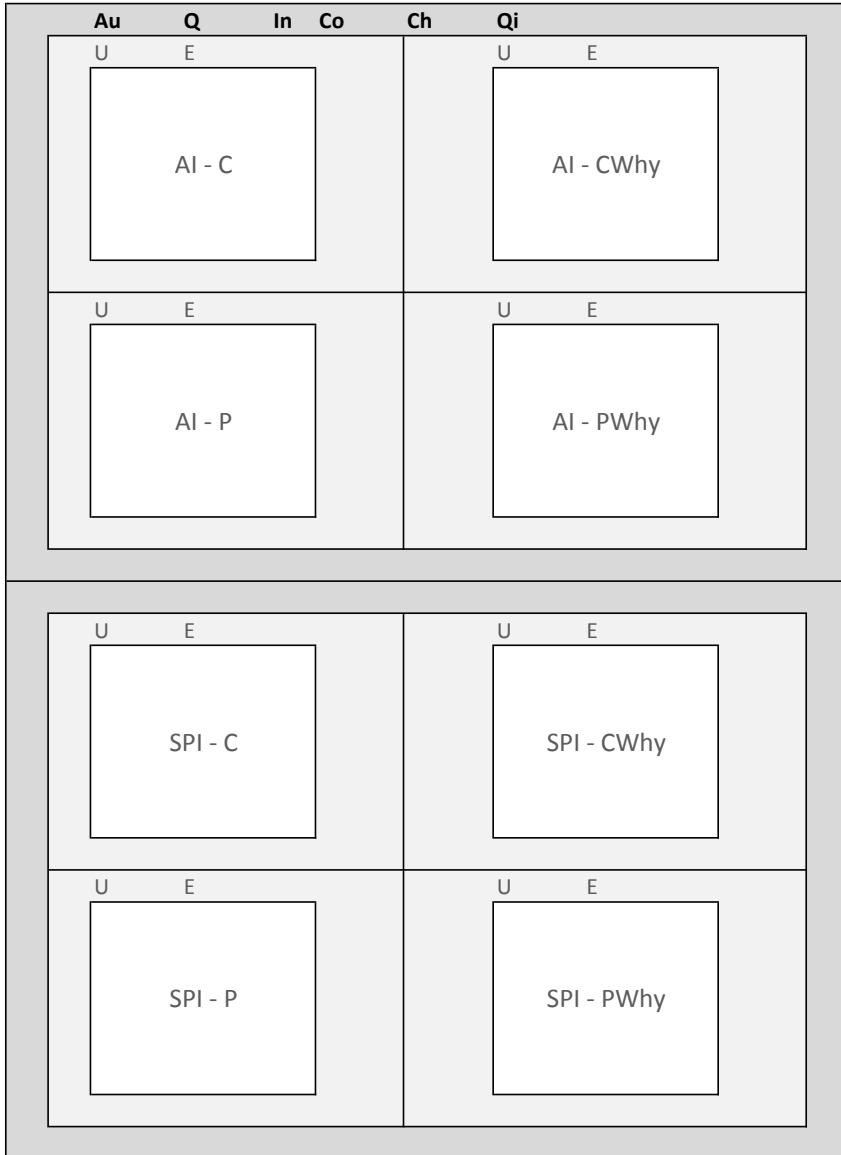 Au Q In Co Ch Qi
U E U E
AI - C AI - CWhy
U E U E
AI - P AI - PWhy
U E U E
SPI - C SPI - CWhy
U E U E
SPI - P SPI - PWhy